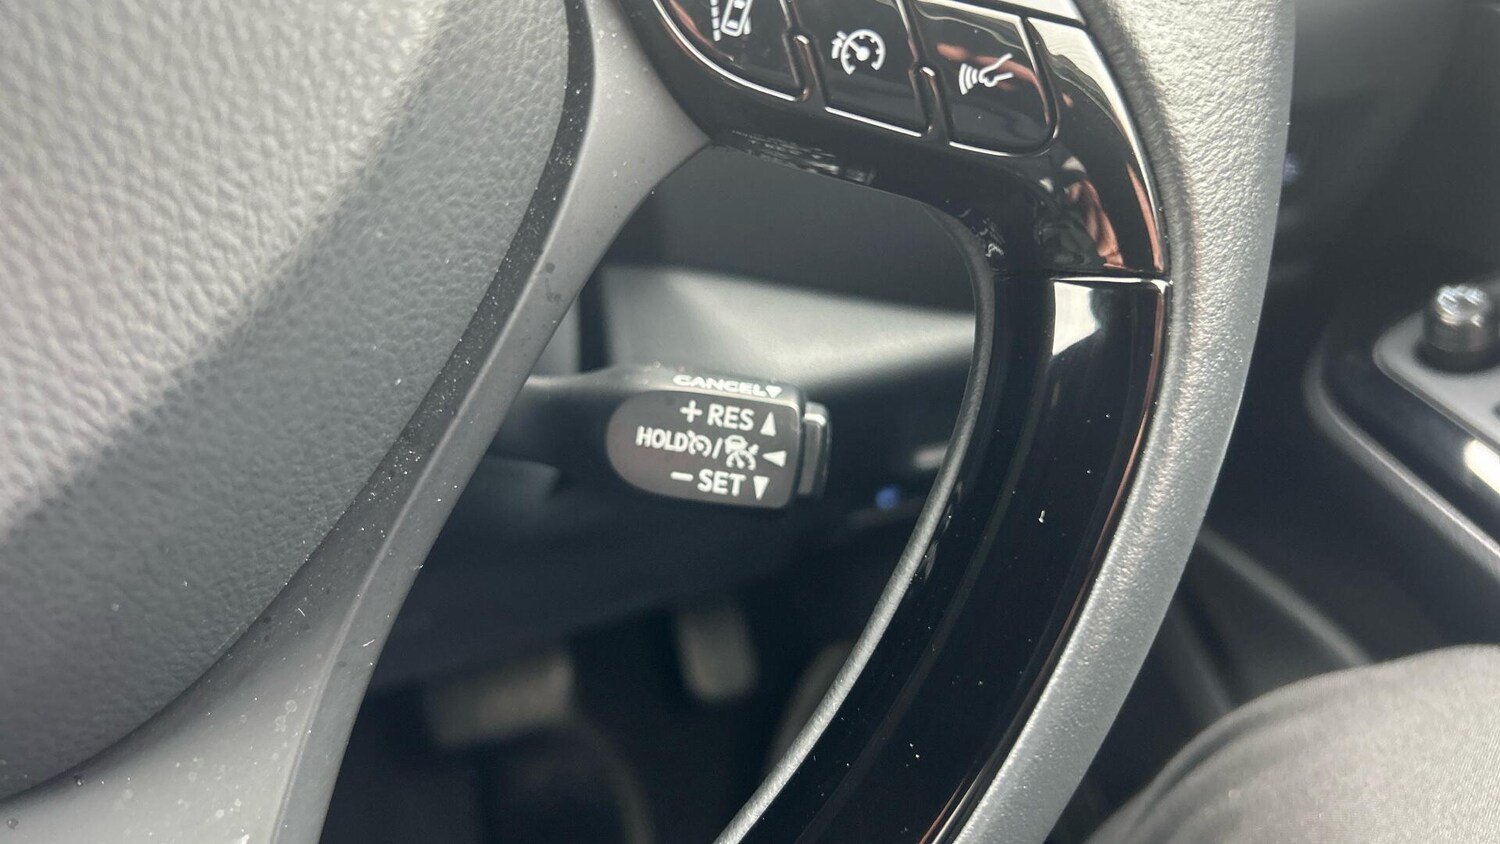 CANCEL▼
+ RES ▲
HOLD / ◄
− SET ▼